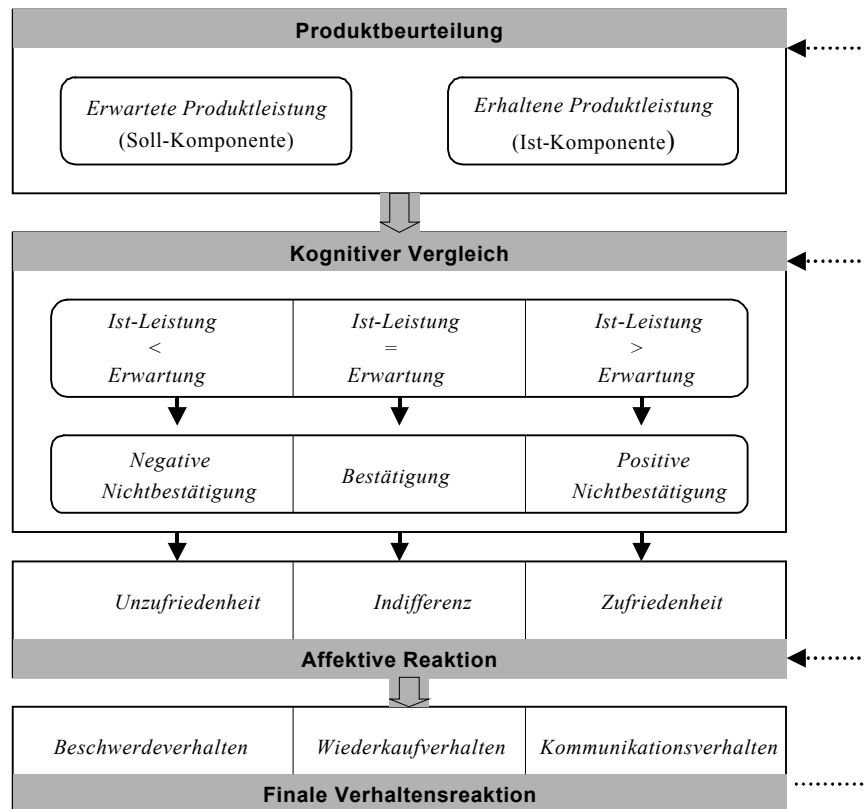 Produktbeurteilung
Erwartete Produktleistung
(Soll-Komponente)
Erhaltene Produktleistung
(Ist-Komponente)
Kognitiver Vergleich
Ist-Leistung
<
Erwartung
Ist-Leistung
=
Erwartung
Ist-Leistung
>
Erwartung
Negative
Nichtbestätigung
Bestätigung
Positive
Nichtbestätigung
Unzufriedenheit
Indifferenz
Zufriedenheit
Affektive Reaktion
Beschwerdeverhalten
Wiederkaufverhalten
Kommunikationsverhalten
Finale Verhaltensreaktion